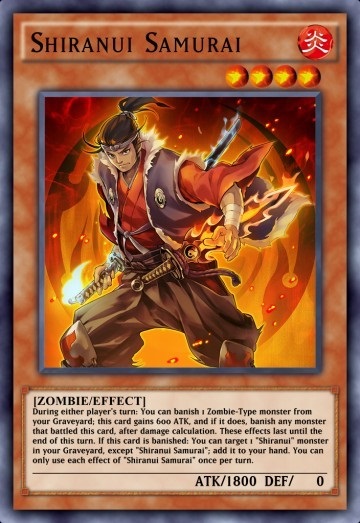 Shiranui Samurai
炎
[ZOMBIE/EFFECT]
During either player's turn: You can banish 1 Zombie-Type monster from
your Graveyard; this card gains 600 ATK, and if it does, banish any monster
that battled this card, after damage calculation. These effects last until the
end of this turn. If this card is banished: You can target 1 "Shiranui" monster
in your Graveyard, except "Shiranui Samurai"; add it to your hand. You can
only use each effect of "Shiranui Samurai" once per turn.
ATK/1800 DEF/ 0